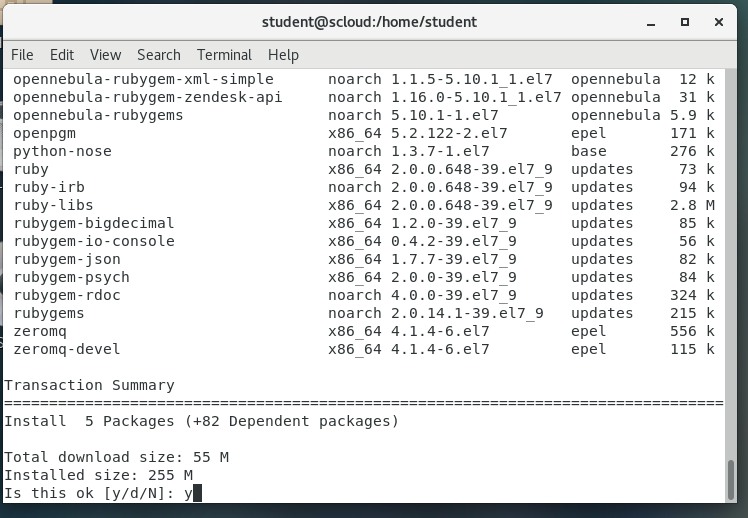 student@scloud:/home/student
File Edit View Search Terminal Help
opennebula-rubygem-xml-simple noarch 1.1.5-5.10.1_1.el7 opennebula 12 k
opennebula-rubygem-zendesk-api noarch 1.16.0-5.10.1_1.el7 opennebula 31 k
opennebula-rubygems noarch 5.10.1-1.el7 opennebula 5.9 k
openpgm x86_64 5.2.122-2.el7 epel 171 k
python-nose noarch 1.3.7-1.el7 base 276 k
ruby x86_64 2.0.0.648-39.el7_9 updates 73 k
ruby-irb noarch 2.0.0.648-39.el7_9 updates 94 k
ruby-libs x86_64 2.0.0.648-39.el7_9 updates 2.8 M
rubygem-bigdecimal x86_64 1.2.0-39.el7_9 updates 85 k
rubygem-io-console x86_64 0.4.2-39.el7_9 updates 56 k
rubygem-json x86_64 1.7.7-39.el7_9 updates 82 k
rubygem-psych x86_64 2.0.0-39.el7_9 updates 84 k
rubygem-rdoc noarch 4.0.0-39.el7_9 updates 324 k
rubygems noarch 2.0.14.1-39.el7_9 updates 215 k
zeromq x86_64 4.1.4-6.el7 epel 556 k
zeromq-devel x86_64 4.1.4-6.el7 epel 115 k
Transaction Summary
================================================================================
Install 5 Packages (+82 Dependent packages)
Total download size: 55 M
Installed size: 255 M
Is this ok [y/d/N]: y